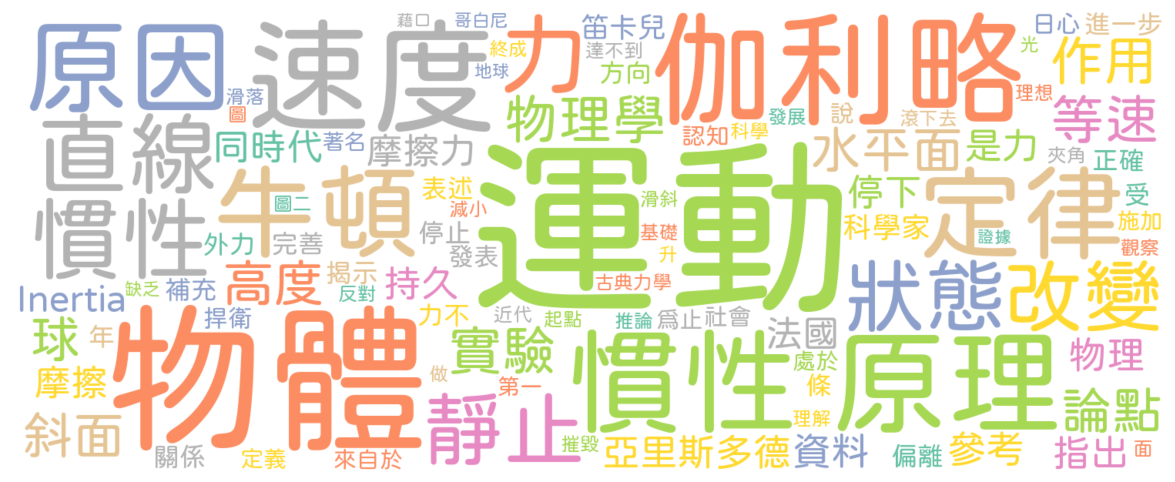 原因
速度
力
伽利略
藉口
哥白尼
終成
地球
笛卡兒
達不到
方向
日心
進一步
光
作用
理想
滑落
圖
直線
同時代
著名
摩擦力
物理學
認知
科學
發展
說
滾下去
等速
水平面
是力
夾角
正確
運動
慣性
牛頓
圖二
表述
減小
滑斜
停下
定律
受
施加
外力
完善
停止
發表
基礎
升
科學家
證據
觀察
Inertia
缺乏
補充
高度
揭示
反對
持久
古典力學
狀態
改變
捍衛
力不
近代
起點
推論
為止
社會
法國
球
年
物體
實驗
慣性
原理
處於
條
物理
摩擦
做
第一
靜止
理解
論點
斜面
關係
定義
來自於
摧毀
亞里斯多德
資料
偏離
參考
指出
面